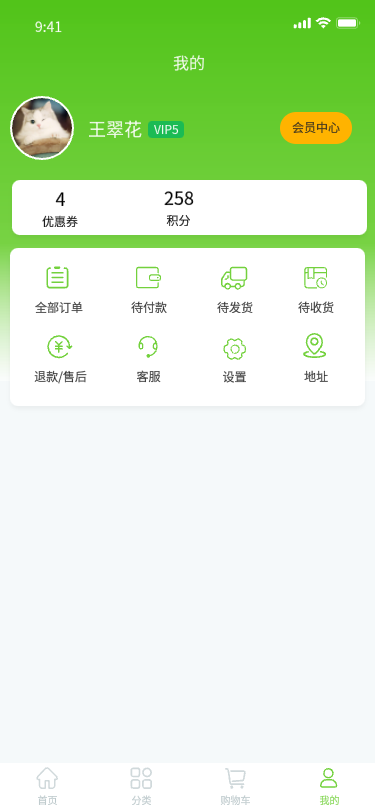 9:41
我的
王翠花 VIP5 会员中心
4 258
优惠券 积分
全部订单 待付款 待发货 待收货
退款/售后 客服 设置 地址
首页 分类 购物车 我的